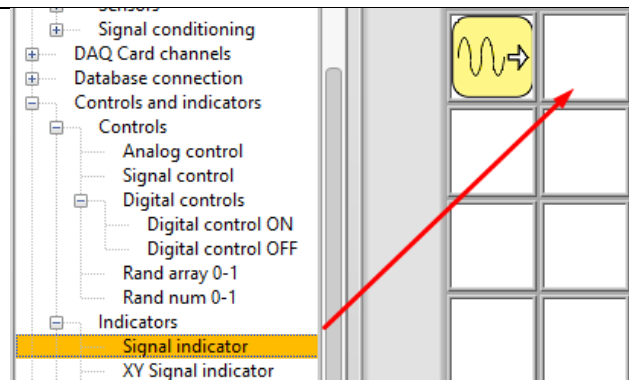 Sensors
Signal conditioning
DAQ Card channels
Database connection
Controls and indicators
Controls
Analog control
Signal control
Digital controls
Digital control ON
Digital control OFF
Rand array 0-1
Rand num 0-1
Indicators
Signal indicator
XY Signal indicator